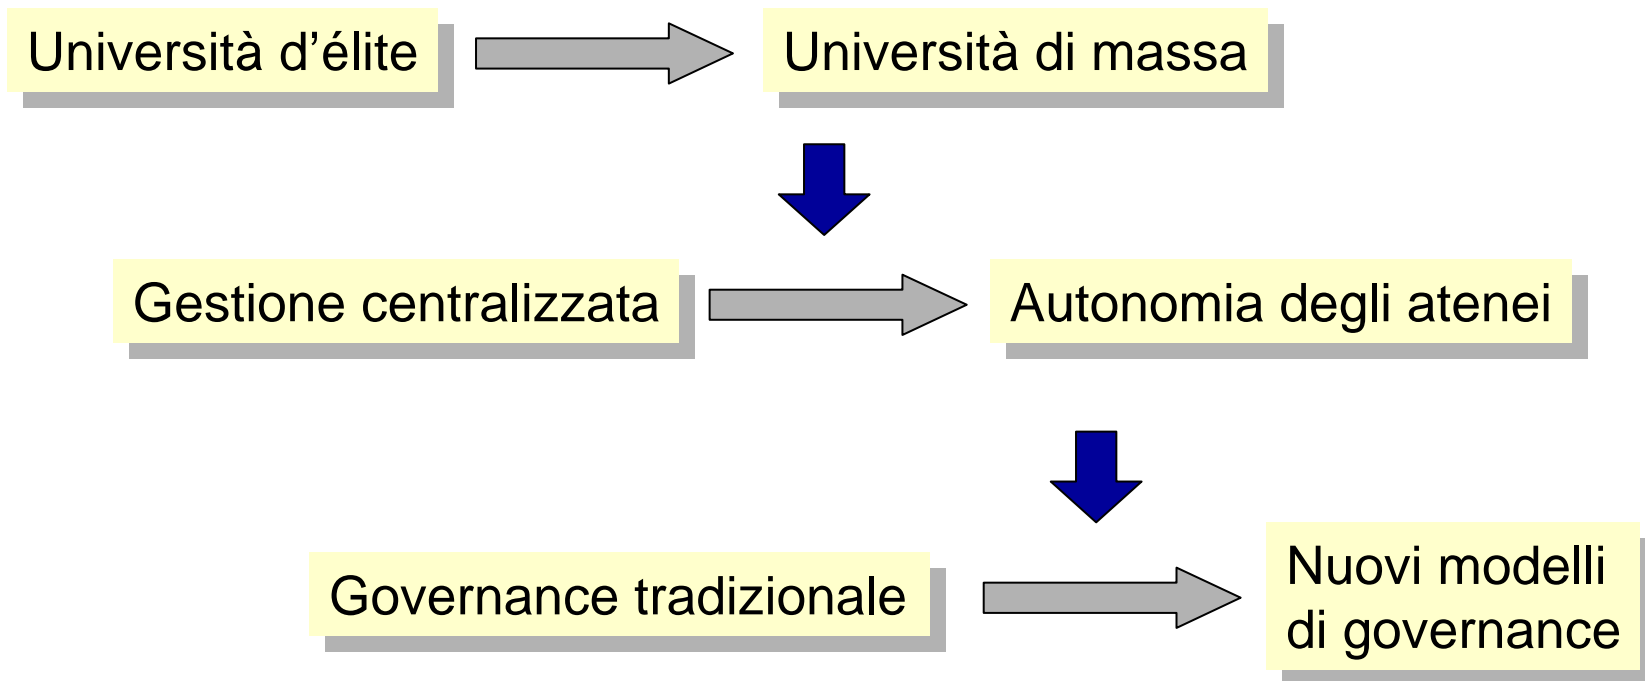 Università d’élite
Università di massa
Gestione centralizzata
Autonomia degli atenei
Governance tradizionale
Nuovi modelli
di governance